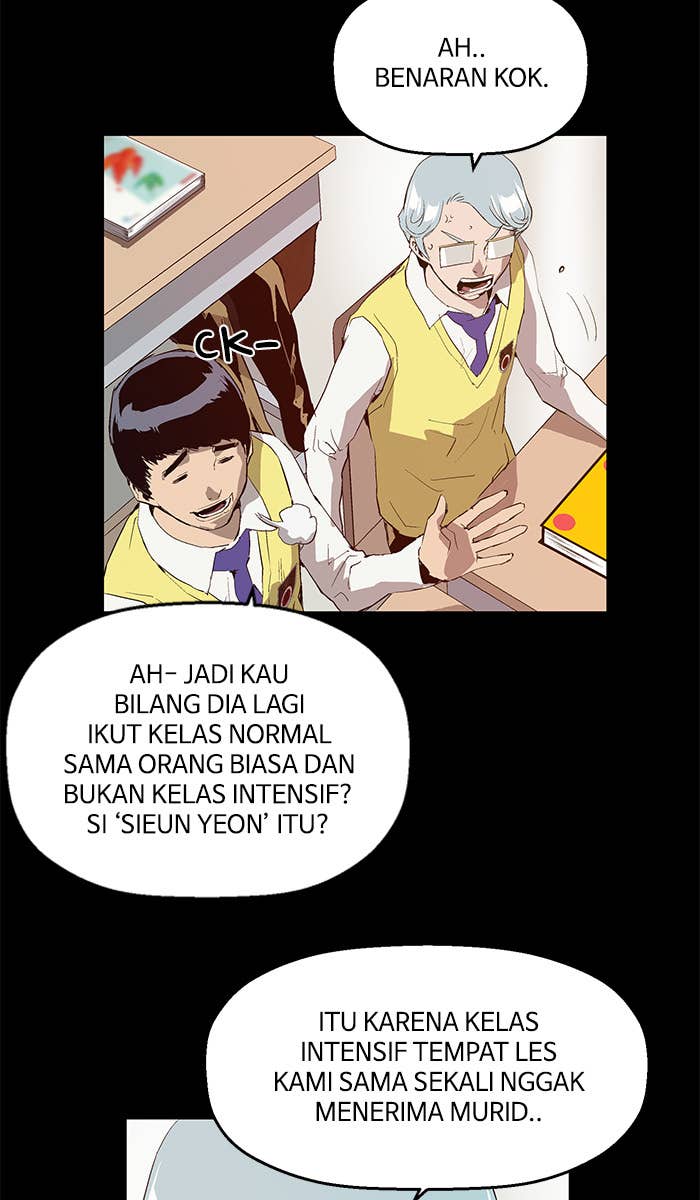 AH..
BENARAN KOK.
CK-
AH- JADI KAU
BILANG DIA LAGI
IKUT KELAS NORMAL
SAMA ORANG BIASA DAN
BUKAN KELAS INTENSIF?
SI ‘SIEUN YEON’ ITU?
ITU KARENA KELAS
INTENSIF TEMPAT LES
KAMI SAMA SEKALI NGGAK
MENERIMA MURID..